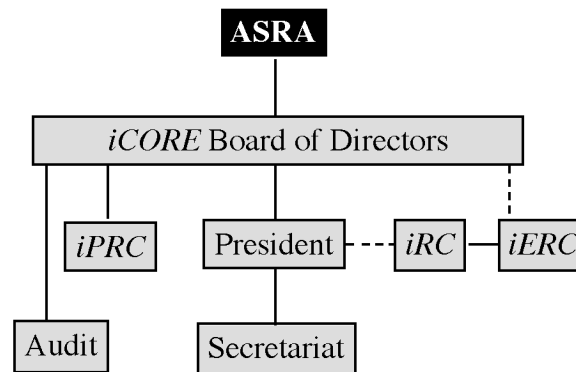 ASRA
iCORE Board of Directors
iPRC
President
iRC
iERC
Audit
Secretariat